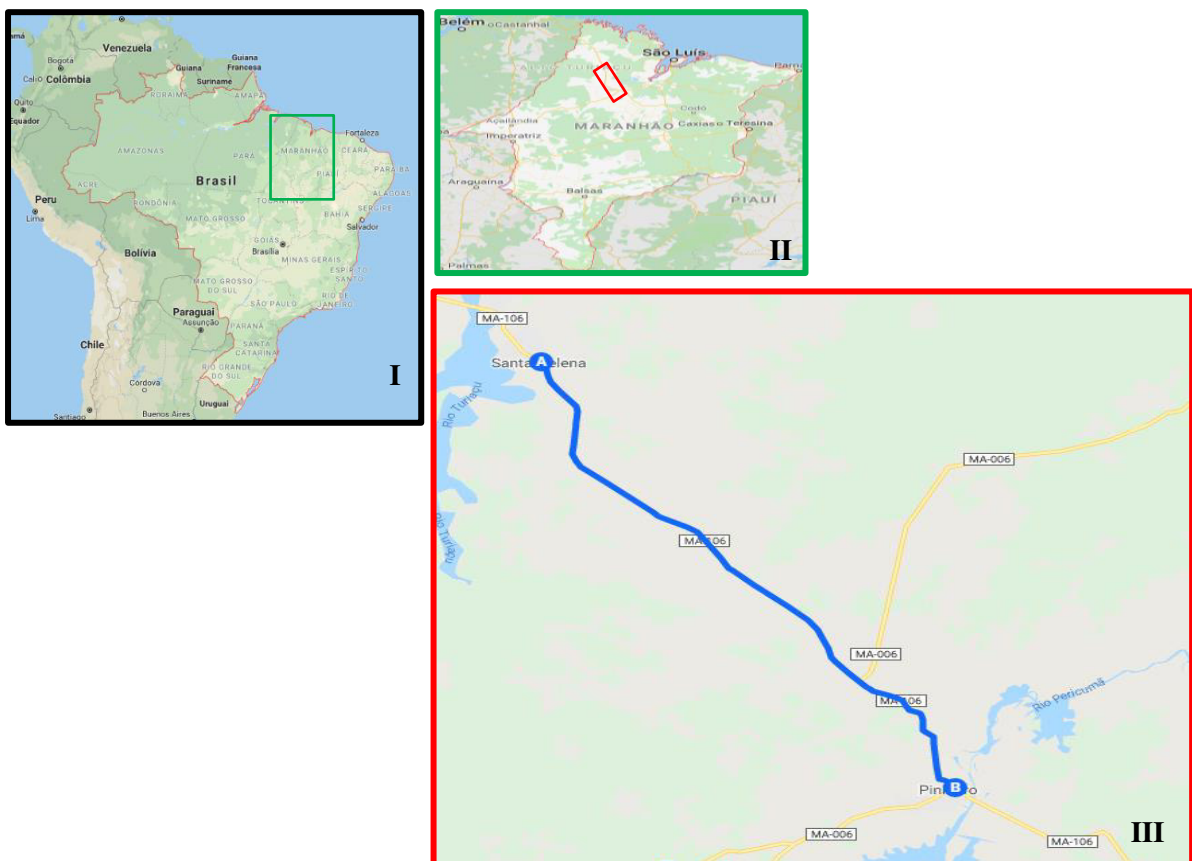 Venezuela
Bogotá
Colômbia
Cali
Guiana
Suriname
Guiana
Francesa
RORAIMA
AMAPÁ
Quito
Equador
AMAZONAS
PARÁ
MARANHÃO
Fortaleza
CEARÁ
PIAUÍ
PARAÍBA
ACRE
RONDÔNIA
Brasil
TOCANTINS
ALAGOAS
SERGIPE
BAHIA
Salvador
Peru
Lima
MATO GROSSO
Bolívia
GOIÁS
Brasília
MINAS GERAIS
ESPÍRITO
SANTO
MATO GROSSO
DO SUL
SÃO PAULO
RIO DE
JANEIRO
Paraguai
Assunção
PARANÁ
SANTA
CATARINA
Chile
RIO GRANDE
DO SUL
Córdova
Uruguai
Santiago
Buenos Aires
I
Belém
Castanhal
São Luís
Açailândia
Imperatriz
MARANHÃO
Codó
Caxias
Teresina
Araguaína
Balsas
PIAUÍ
Palmas
II
MA-106
Santa Helena
A
Rio Turiaçu
MA-006
MA-106
MA-006
MA-106
Rio Pericumã
Pinheiro
B
MA-006
MA-106
III